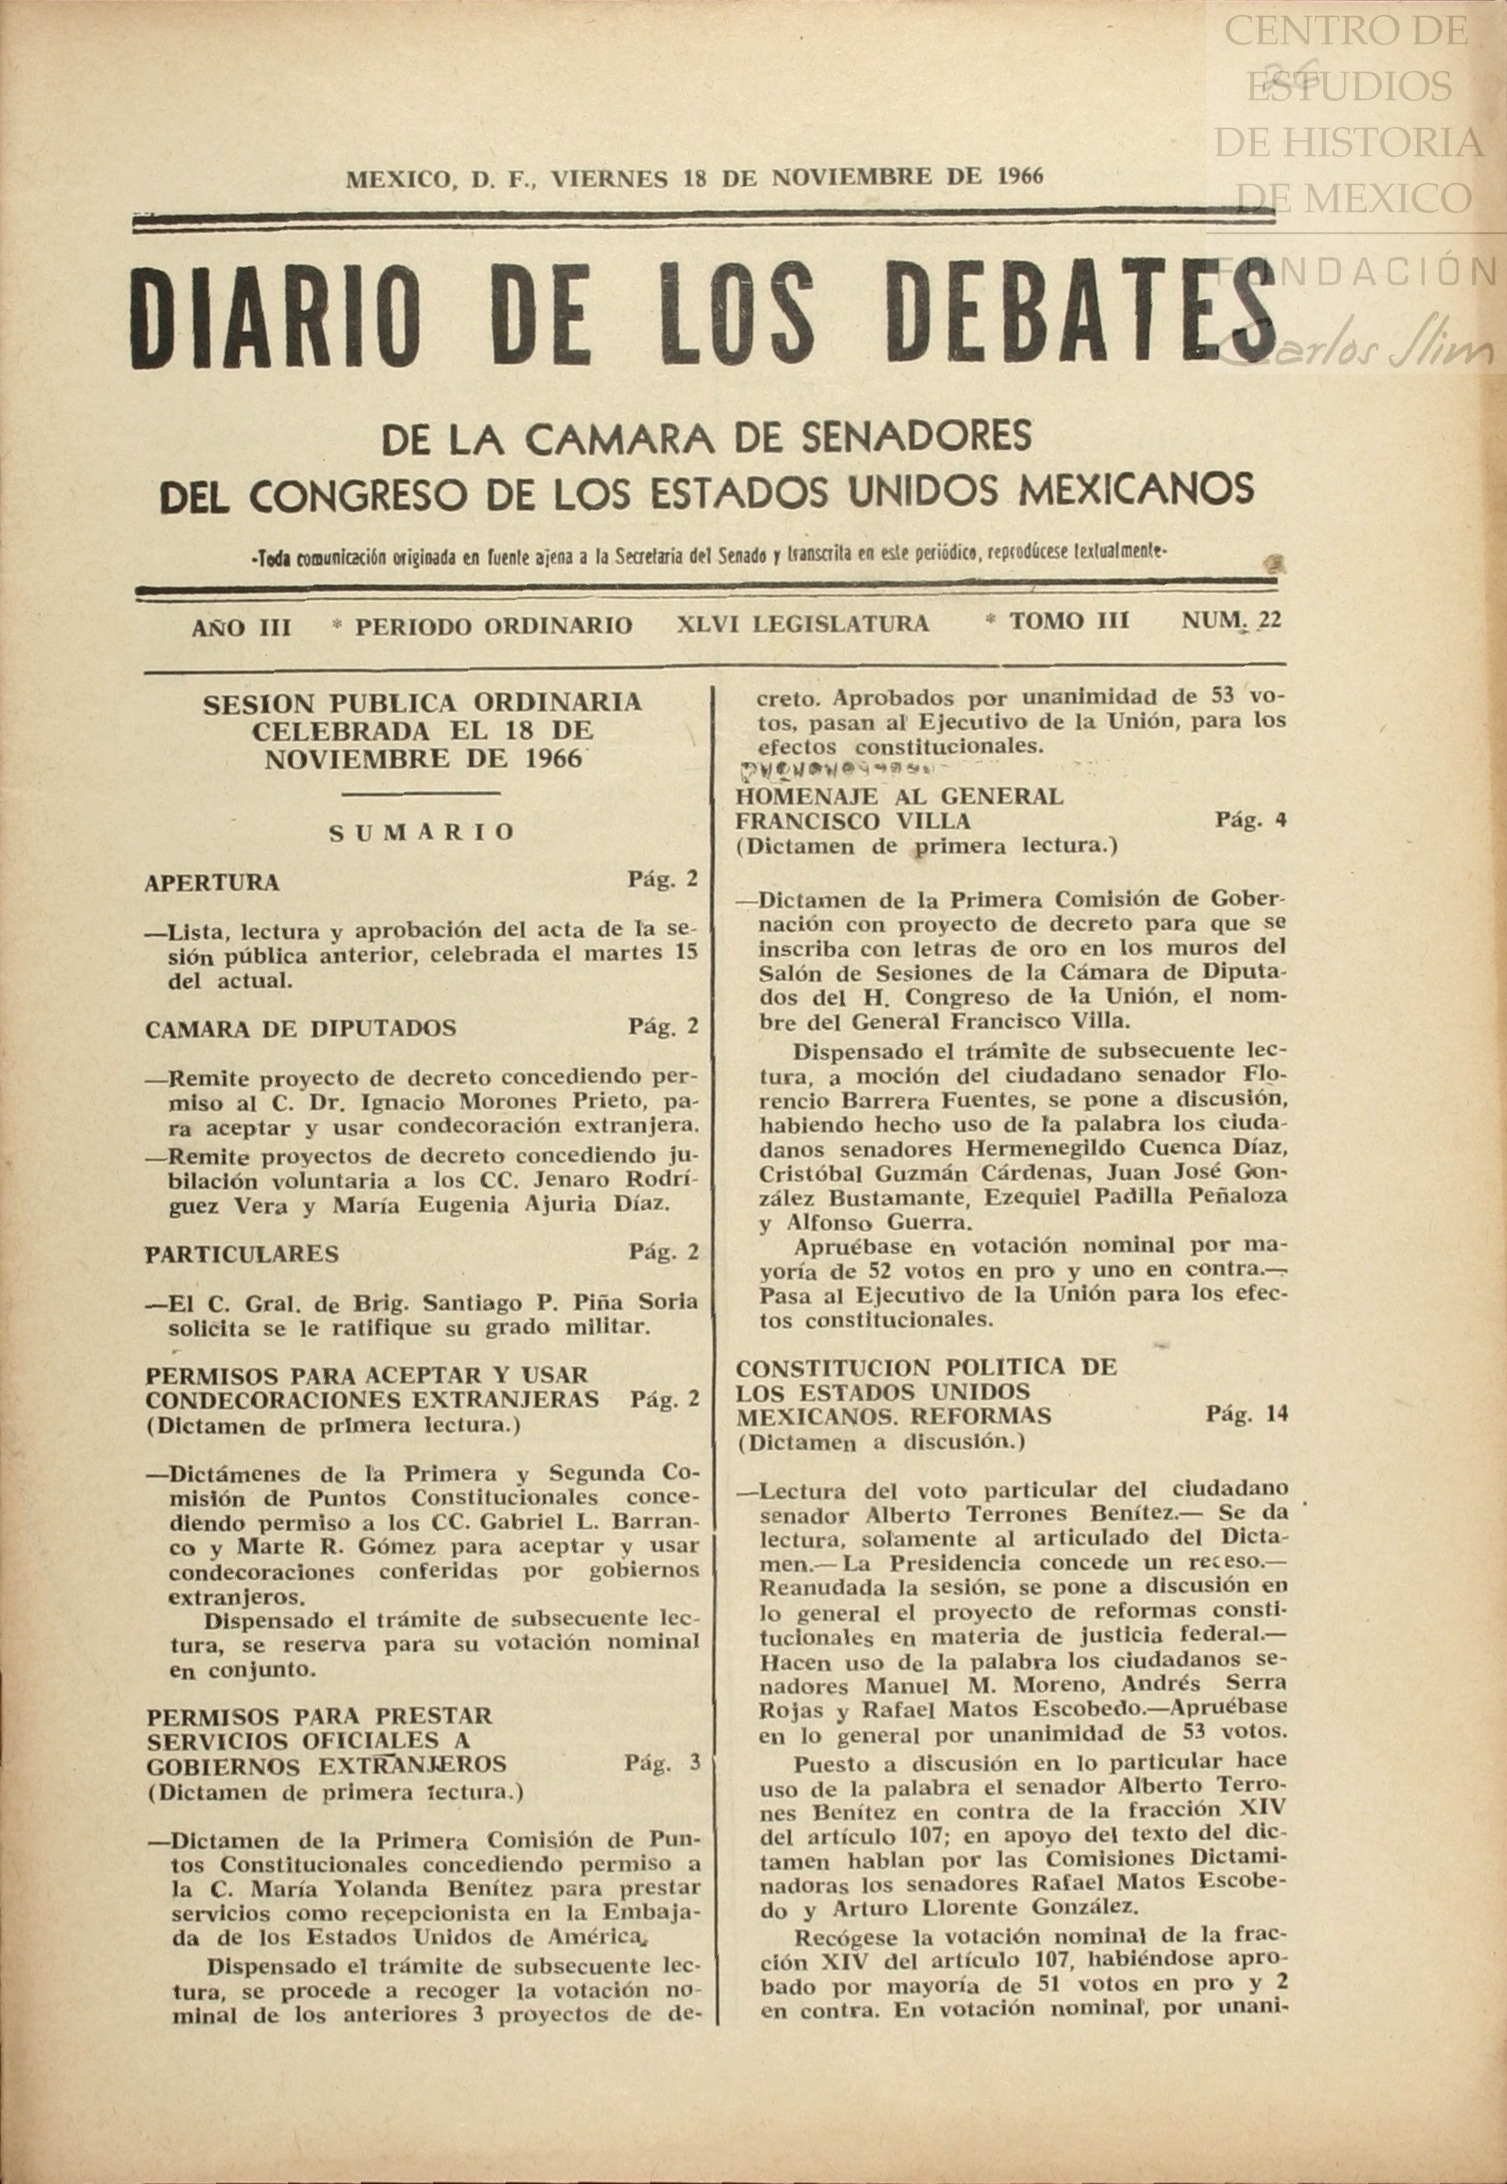 CENTRO DE
ESTUDIOS
DE HISTORIA
DE MEXICO
FUNDACIÓN
Carlos Slim
26
MEXICO, D. F., VIERNES 18 DE NOVIEMBRE DE 1966
DIARIO DE LOS DEBATES
DE LA CAMARA DE SENADORES
DEL CONGRESO DE LOS ESTADOS UNIDOS MEXICANOS
-Toda comunicación originada en fuente ajena a la Secretaría del Senado y transcrita en este periódico, reprodúcese textualmente-
AÑO III * PERIODO ORDINARIO XLVI LEGISLATURA * TOMO III NUM. 22
SESION PUBLICA ORDINARIA
CELEBRADA EL 18 DE
NOVIEMBRE DE 1966
SUMARIO
APERTURA Pág. 2
—Lista, lectura y aprobación del acta de la se-
sión pública anterior, celebrada el martes 15
del actual.
CAMARA DE DIPUTADOS Pág. 2
—Remite proyecto de decreto concediendo per-
miso al C. Dr. Ignacio Morones Prieto, pa-
ra aceptar y usar condecoración extranjera.
—Remite proyectos de decreto concediendo ju-
bilación voluntaria a los CC. Jenaro Rodrí-
guez Vera y María Eugenia Ajuria Díaz.
PARTICULARES Pág. 2
—El C. Gral. de Brig. Santiago P. Piña Soria
solicita se le ratifique su grado militar.
PERMISOS PARA ACEPTAR Y USAR
CONDECORACIONES EXTRANJERAS Pág. 2
(Dictamen de primera lectura.)
—Dictámenes de la Primera y Segunda Co-
misión de Puntos Constitucionales conce-
diendo permiso a los CC. Gabriel L. Barran-
co y Marte R. Gómez para aceptar y usar
condecoraciones conferidas por gobiernos
extranjeros.
Dispensado el trámite de subsecuente lec-
tura, se reserva para su votación nominal
en conjunto.
PERMISOS PARA PRESTAR
SERVICIOS OFICIALES A
GOBIERNOS EXTRANJEROS Pág. 3
(Dictamen de primera lectura.)
—Dictamen de la Primera Comisión de Pun-
tos Constitucionales concediendo permiso a
la C. María Yolanda Benítez para prestar
servicios como recepcionista en la Embaja-
da de los Estados Unidos de América.
Dispensado el trámite de subsecuente lec-
tura, se procede a recoger la votación no-
minal de los anteriores 3 proyectos de de-
creto. Aprobados por unanimidad de 53 vo-
tos, pasan al Ejecutivo de la Unión, para los
efectos constitucionales.
HOMENAJE AL GENERAL
FRANCISCO VILLA Pág. 4
(Dictamen de primera lectura.)
—Dictamen de la Primera Comisión de Gober-
nación con proyecto de decreto para que se
inscriba con letras de oro en los muros del
Salón de Sesiones de la Cámara de Diputa-
dos del H. Congreso de la Unión, el nom-
bre del General Francisco Villa.
Dispensado el trámite de subsecuente lec-
tura, a moción del ciudadano senador Flo-
rencio Barrera Fuentes, se pone a discusión,
habiendo hecho uso de la palabra los ciuda-
danos senadores Hermenegildo Cuenca Díaz,
Cristóbal Guzmán Cárdenas, Juan José Gon-
zález Bustamante, Ezequiel Padilla Peñaloza
y Alfonso Guerra.
Apruébase en votación nominal por ma-
yoría de 52 votos en pro y uno en contra.—
Pasa al Ejecutivo de la Unión para los efec-
tos constitucionales.
CONSTITUCION POLITICA DE
LOS ESTADOS UNIDOS
MEXICANOS. REFORMAS Pág. 14
(Dictamen a discusión.)
—Lectura del voto particular del ciudadano
senador Alberto Terrones Benítez.— Se da
lectura, solamente al articulado del Dicta-
men.— La Presidencia concede un receso.—
Reanudada la sesión, se pone a discusión en
lo general el proyecto de reformas consti-
tucionales en materia de justicia federal.—
Hacen uso de la palabra los ciudadanos se-
nadores Manuel M. Moreno, Andrés Serra
Rojas y Rafael Matos Escobedo.—Apruébase
en lo general por unanimidad de 53 votos.
Puesto a discusión en lo particular hace
uso de la palabra el senador Alberto Terro-
nes Benítez en contra de la fracción XIV
del artículo 107; en apoyo del texto del dic-
tamen hablan por las Comisiones Dictami-
nadoras los senadores Rafael Matos Escobe-
do y Arturo Llorente González.
Recógese la votación nominal de la frac-
ción XIV del artículo 107, habiéndose apro-
bado por mayoría de 51 votos en pro y 2
en contra. En votación nominal, por unani-